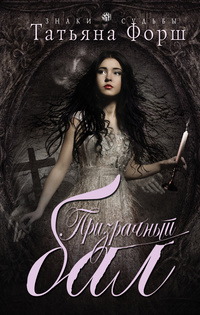 ЗНАКИ СУДЬБЫ
Татьяна Форш
Призрачный
бал